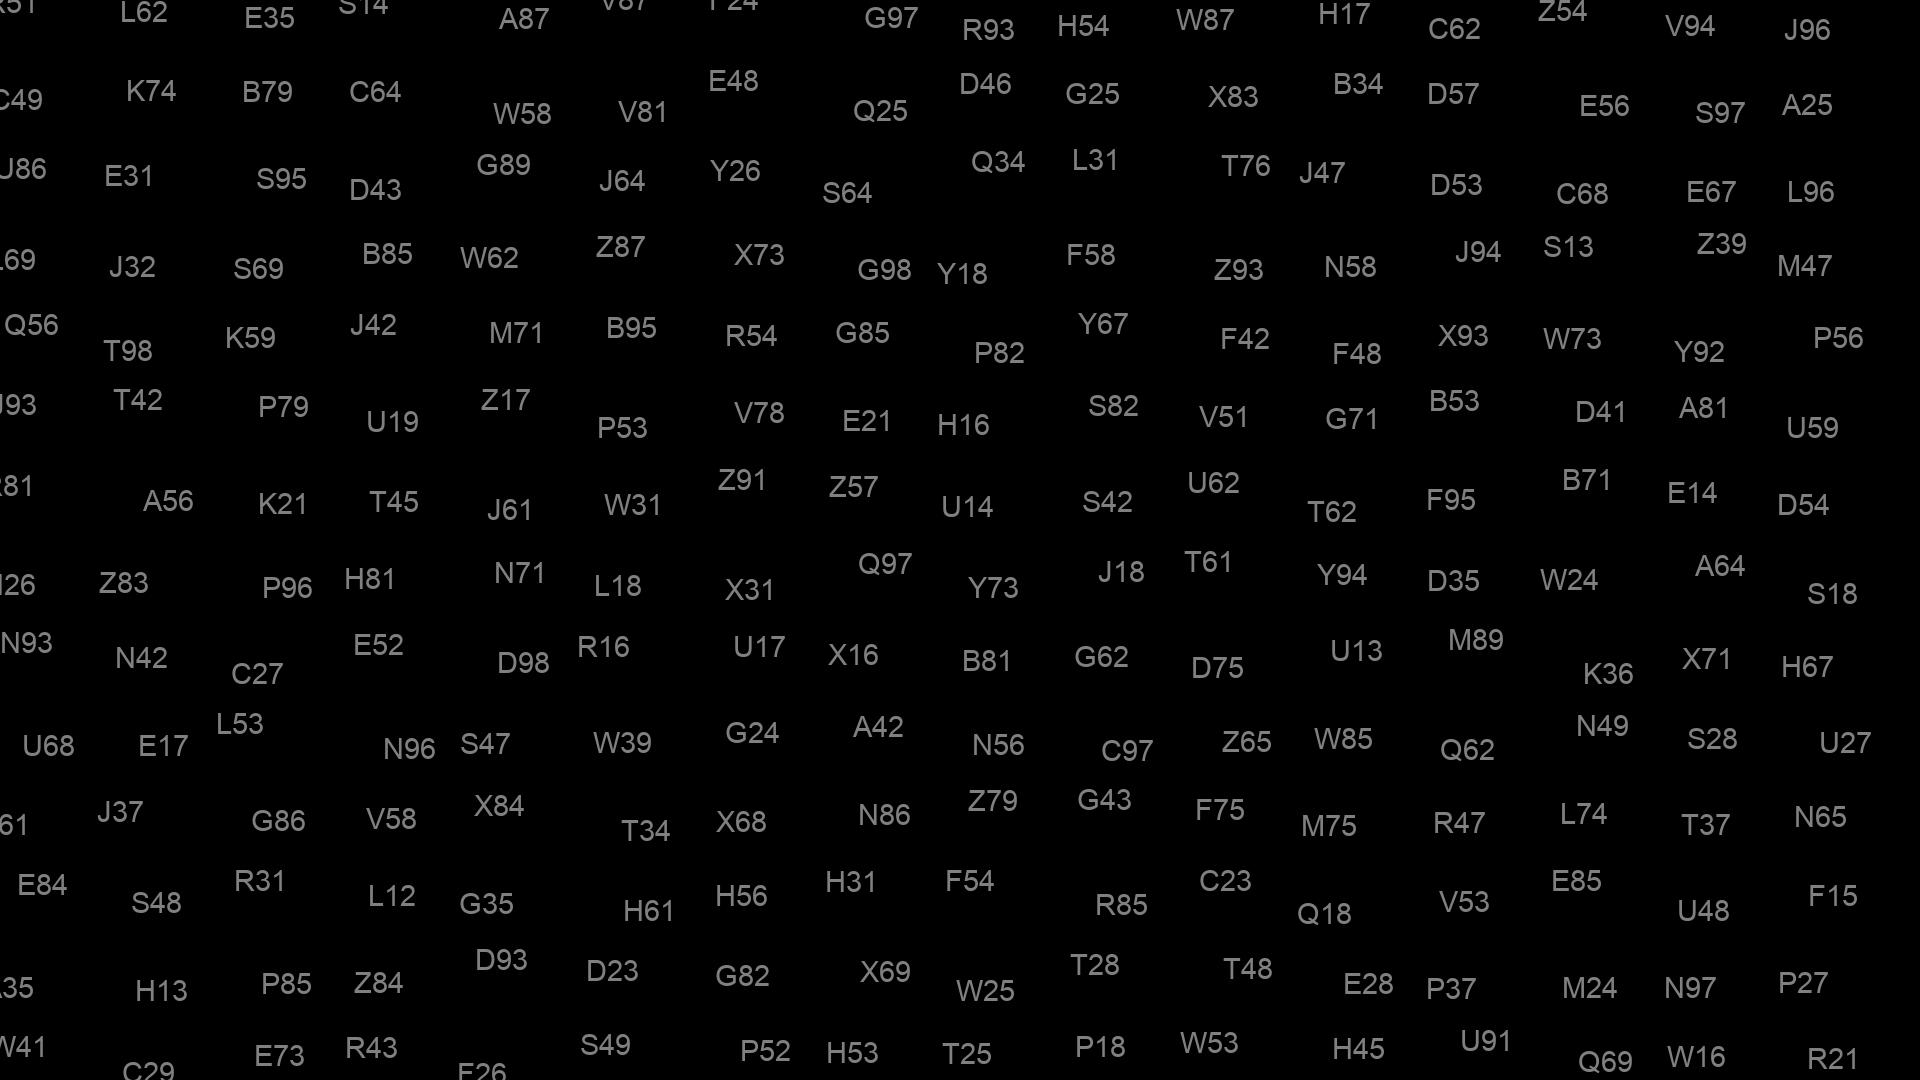 L62 E35 S14 A87 V87 G97 R93 H54 W87 H17 C62 Z54 V94 J96
C49 K74 B79 C64 W58 V81 E48 Q25 D46 G25 X83 B34 D57 E56 S97 A25
U86 E31 S95 D43 G89 J64 Y26 S64 Q34 L31 T76 J47 D53 C68 E67 L96
69 J32 S69 B85 W62 Z87 X73 G98 Y18 F58 Z93 N58 J94 S13 Z39 M47
Q56 T98 K59 J42 M71 B95 R54 G85 P82 Y67 F42 F48 X93 W73 Y92 P56
93 T42 P79 U19 Z17 P53 V78 E21 H16 S82 V51 G71 B53 D41 A81 U59
81 A56 K21 T45 J61 W31 Z91 Z57 U14 S42 U62 T62 F95 B71 E14 D54
26 Z83 P96 H81 N71 L18 X31 Q97 Y73 J18 T61 Y94 D35 W24 A64 S18
N93 N42 C27 E52 D98 R16 U17 X16 B81 G62 D75 U13 M89 K36 X71 H67
U68 E17 L53 N96 S47 W39 G24 A42 N56 C97 Z65 W85 Q62 N49 S28 U27
61 J37 G86 V58 X84 T34 X68 N86 Z79 G43 F75 M75 R47 L74 T37 N65
E84 S48 R31 L12 G35 H61 H56 H31 F54 R85 C23 Q18 V53 E85 U48 F15
35 H13 P85 Z84 D93 D23 G82 X69 W25 T28 T48 E28 P37 M24 N97 P27
W41 C29 E73 R43 S49 P52 H53 T25 P18 W53 H45 U91 Q69 W16 R21